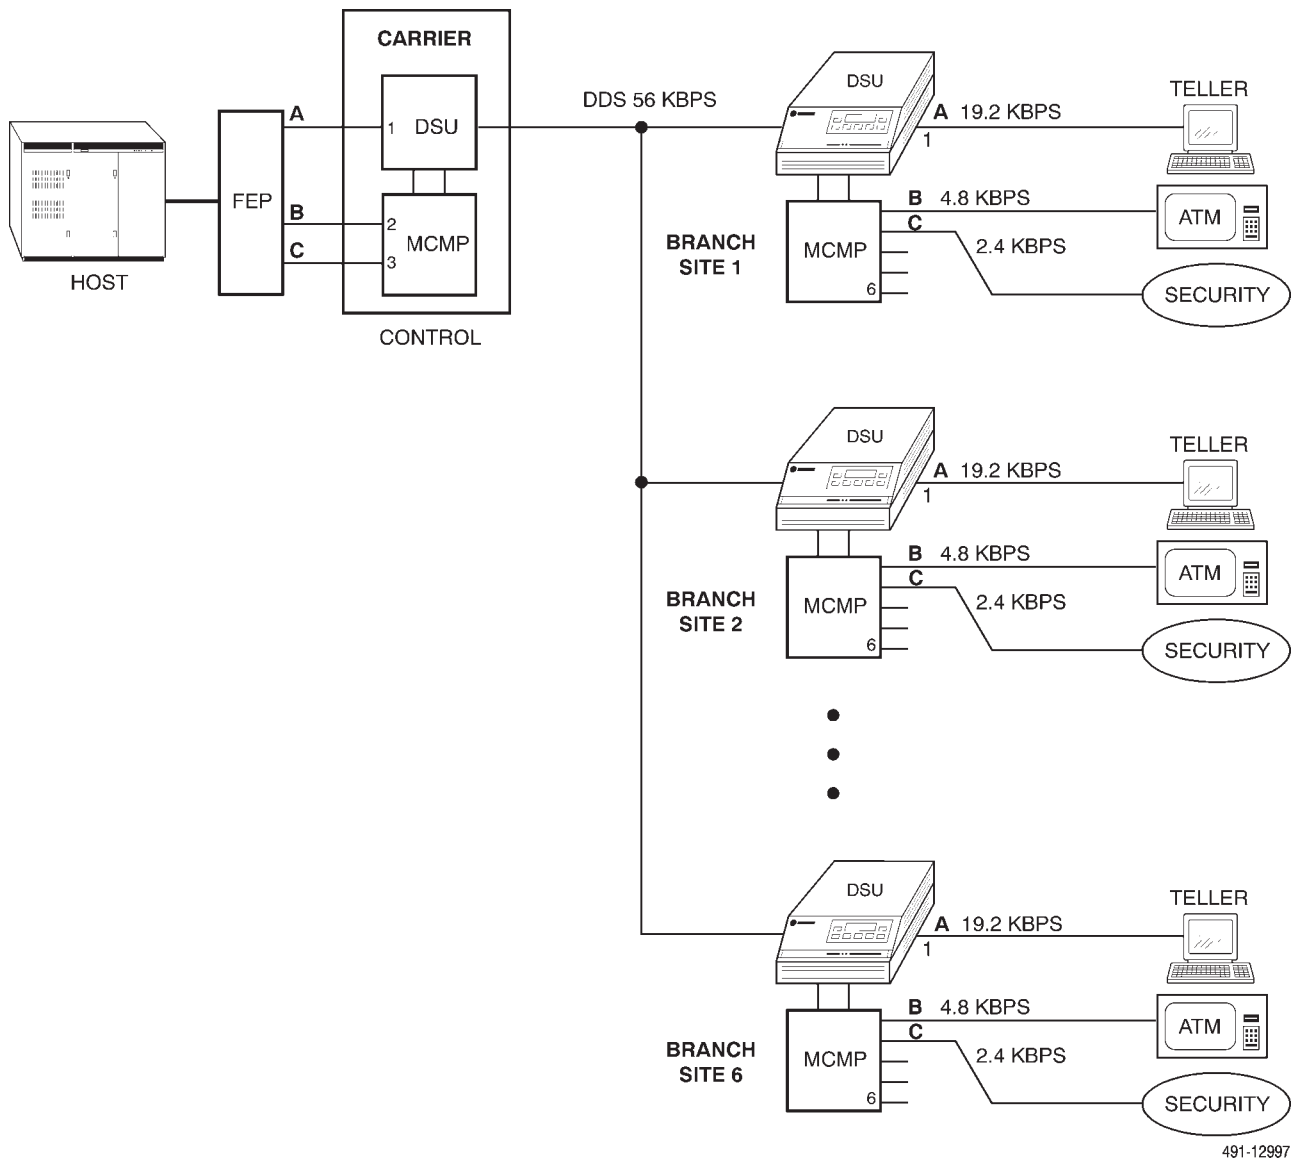 CARRIER
A
1
DSU
DDS 56 KBPS
FEP
B
2
MCMP
C
3
HOST
CONTROL
DSU
TELLER
A 19.2 KBPS
1
B 4.8 KBPS
ATM
C
MCMP
2.4 KBPS
BRANCH
SITE 1
6
SECURITY
DSU
TELLER
A 19.2 KBPS
1
B 4.8 KBPS
ATM
C
MCMP
2.4 KBPS
BRANCH
SITE 2
6
SECURITY
DSU
TELLER
A 19.2 KBPS
1
B 4.8 KBPS
ATM
C
MCMP
2.4 KBPS
BRANCH
SITE 6
6
SECURITY
491-12997